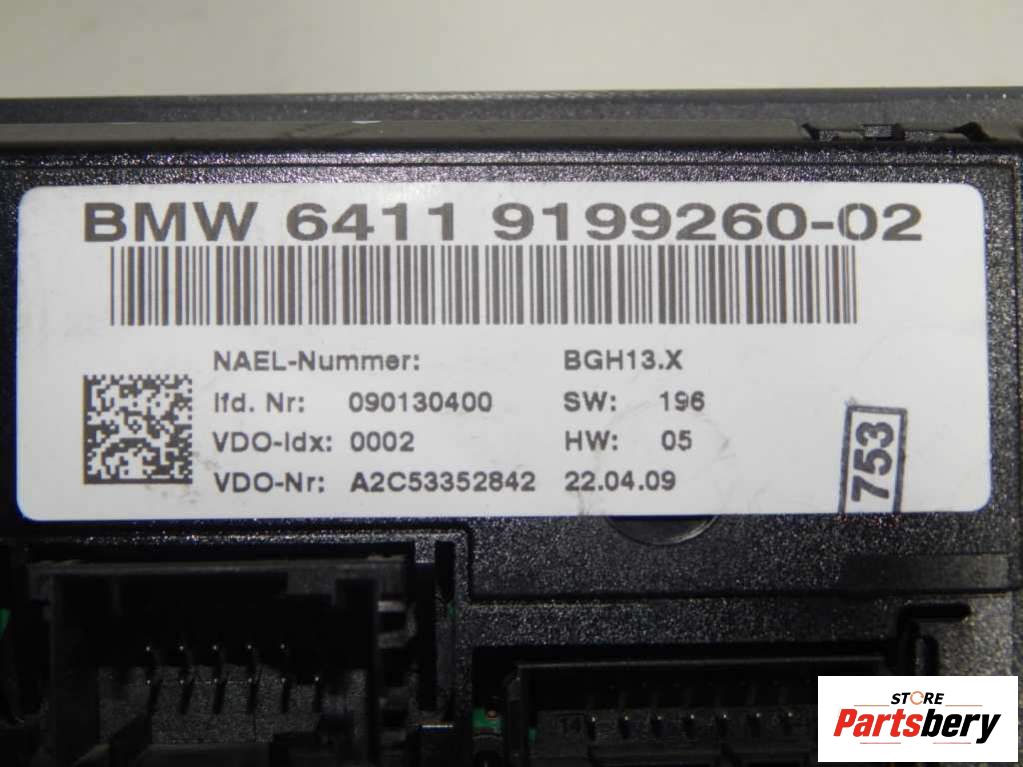 BMW 6411 9199260-02
NAEL-Nummer: BGH13.X
lfd. Nr: 090130400 SW: 196
VDO-Idx: 0002 HW: 05
VDO-Nr: A2C53352842 22.04.09
753
STORE
Partsbery